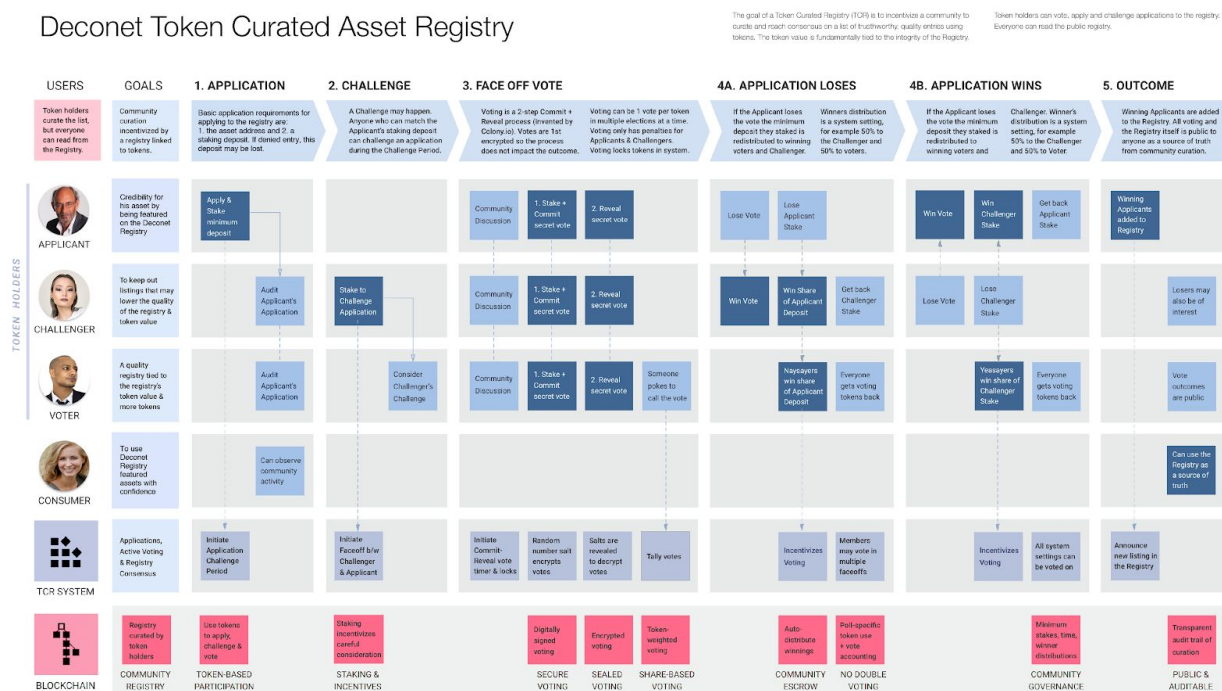 Deconet Token Curated Asset Registry
The goal of a Token Curated Registry (TCR) is to incentivize a community to
curate and reach consensus on a list of trustworthy, quality entries using
tokens. The token value is fundamentally tied to the integrity of the Registry.
Token holders can vote, apply and challenge applications to the registry.
Everyone can read the public registry.
USERS
GOALS
1. APPLICATION
2. CHALLENGE
3. FACE OFF VOTE
4A. APPLICATION LOSES
4B. APPLICATION WINS
5. OUTCOME
Token holders
curate the list,
but everyone
can read from
the Registry.
Community
curation
incentivized by
a registry linked
to tokens.
Basic application requirements for
applying to the registry are:
1. the asset address and 2. a
staking deposit. If denied entry, this
deposit may be lost.
A Challenge may happen.
Anyone who can match the
Applicant's staking deposit
can challenge an application
during the Challenge Period.
Voting is a 2-step Commit +
Reveal process (Invented by
Colony.io). Votes are 1st
encrypted so the process
does not impact the outcome.
Voting can be 1 vote per token
in multiple elections at a time.
Voting only has penalties for
Applicants & Challengers.
Voting locks tokens in system.
If the Applicant loses
the vote the minimum
deposit they staked is
redistributed to winning
voters and Challenger.
Winners distribution
is a system setting,
for example 50% to
the Challenger and
50% to voters.
If the Applicant loses
the vote the minimum
deposit they staked is
redistributed to
winning voters and
Challenger. Winner's
distribution is a system
setting, for example
50% to the Challenger
and 50% to Voter.
Winning Applicants are added
to the Registry. All voting and
the Registry itself is public to
anyone as a source of truth
from community curation.
TOKEN HOLDERS
APPLICANT
Credibility for
his asset by
being featured
on the Deconet
Registry
Apply &
Stake
minimum
deposit
Community
Discussion
1. Stake +
Commit
secret vote
2. Reveal
secret vote
Lose Vote
Lose
Applicant
Stake
Win Vote
Win
Challenger
Stake
Get back
Applicant
Stake
Winning
Applicants
added to
Registry
CHALLENGER
To keep out
listings that may
lower the quality
of the registry &
token value
Audit
Applicant's
Application
Stake to
Challenge
Application
Community
Discussion
1. Stake +
Commit
secret vote
2. Reveal
secret vote
Win Vote
Win Share
of Applicant
Deposit
Get back
Challenger
Stake
Lose Vote
Lose
Challenger
Stake
Losers may
also be of
interest
VOTER
A quality
registry tied to
the registry's
token value &
more tokens
Audit
Applicant's
Application
Consider
Challenger's
Challenge
Community
Discussion
1. Stake +
Commit
secret vote
2. Reveal
secret vote
Someone
pokes to
call the vote
Naysayers
win share
of Applicant
Deposit
Everyone
gets voting
tokens back
Yeasayers
win share of
Challenger
Stake
Everyone
gets voting
tokens back
Vote
outcomes
are public
CONSUMER
To use
Deconet
Registry
featured
assets with
confidence
Can observe
community
activity
Can use the
Registry as
a source of
truth
TCR SYSTEM
Applications,
Active Voting
& Registry
Consensus
Initiate
Application
Challenge
Period
Initiate
Faceoff b/w
Challenger
& Applicant
Initiate
Commit-
Reveal vote
timer & locks
Random
number salt
encrypts
votes
Salts are
revealed
to decrypt
votes
Tally votes
Incentivizes
Voting
Members
may vote in
multiple
faceoffs
Incentivizes
Voting
All system
settings can
be voted on
Announce
new listing in
the Registry
BLOCKCHAIN
Registry
curated by
token
holders
COMMUNITY
REGISTRY
Use tokens
to apply,
challenge &
vote
TOKEN-BASED
PARTICIPATION
Staking
incentivizes
careful
consideration
STAKING &
INCENTIVES
Digitally
signed
voting
SECURE
VOTING
Encrypted
voting
SEALED
VOTING
Token-
weighted
voting
SHARE-BASED
VOTING
Auto-
distribute
winnings
COMMUNITY
ESCROW
Poll-specific
token use
+ vote
accounting
NO DOUBLE
VOTING
Minimum
stakes, time,
winner
distributions
COMMUNITY
GOVERNANCE
Transparent
audit trail of
curation
PUBLIC &
AUDITABLE